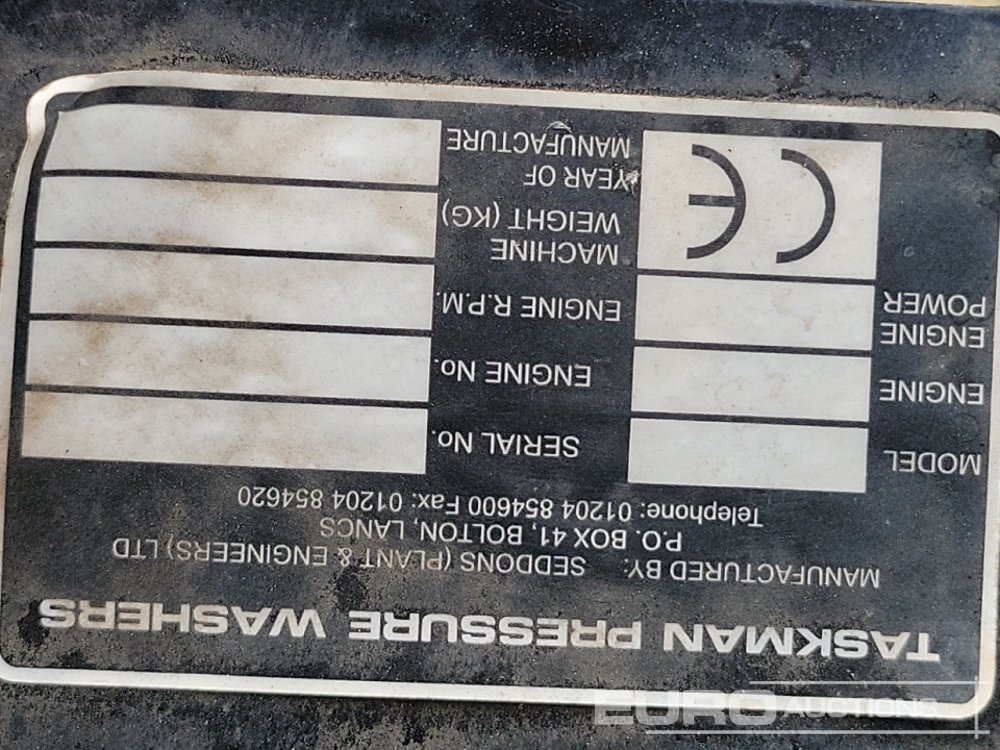 TASKMAN PRESSURE WASHERS
MANUFACTURED BY: SEDDONS (PLANT & ENGINEERS) LTD
P.O. BOX 41, BOLTON, LANCS
Telephone: 01204 854600 Fax: 01204 854620
MODEL
SERIAL No.
ENGINE
ENGINE No.
ENGINE
POWER
ENGINE R.P.M.
CE
MACHINE
WEIGHT (KG)
YEAR OF
MANUFACTURE
EURO AUCTIONS